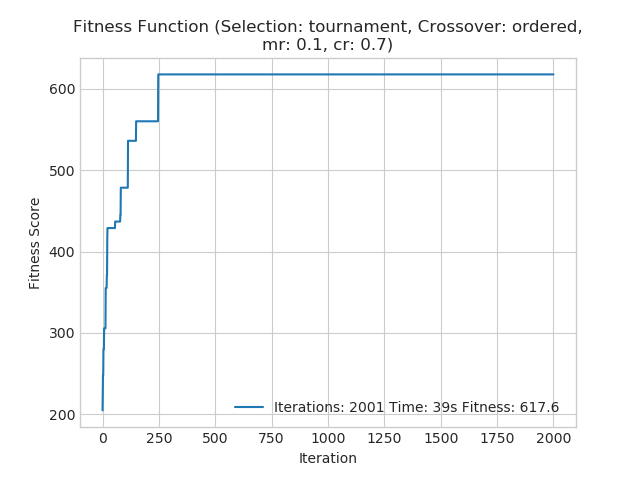 Fitness Function (Selection: tournament, Crossover: ordered,
mr: 0.1, cr: 0.7)
600
500
400
300
200
Fitness Score
Iterations: 2001 Time: 39s Fitness: 617.6
0 250 500 750 1000 1250 1500 1750 2000
Iteration